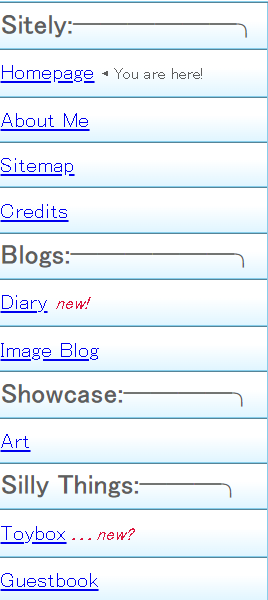 Sitely:
Homepage ◂ You are here!
About Me
Sitemap
Credits
Blogs:
Diary new!
Image Blog
Showcase:
Art
Silly Things:
Toybox ... new?
Guestbook